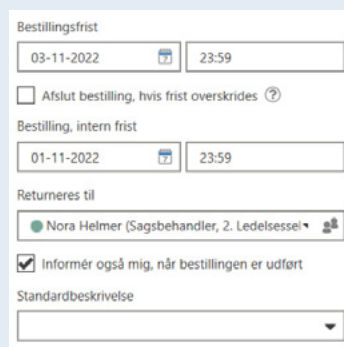 Bestillingsfrist
03-11-2022 23:59
Afslut bestilling, hvis frist overskrides ?
Bestilling, intern frist
01-11-2022 23:59
Returneres til
Nora Helmer (Sagsbehandler, 2. Ledelsessel
Informér også mig, når bestillingen er udført
Standardbeskrivelse